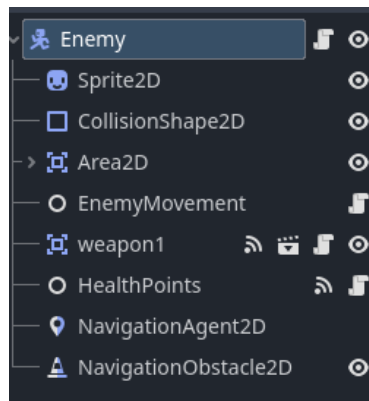 Enemy
Sprite2D
CollisionShape2D
Area2D
EnemyMovement
weapon1
HealthPoints
NavigationAgent2D
NavigationObstacle2D